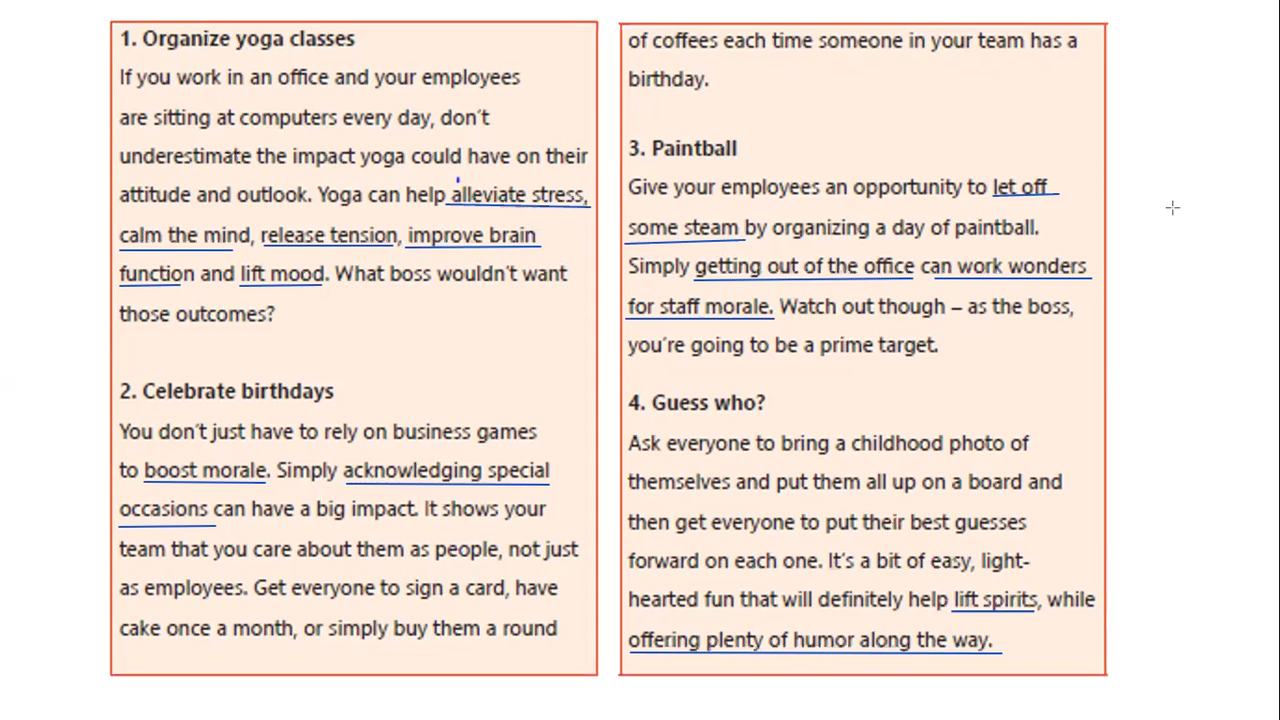 1. Organize yoga classes
If you work in an office and your employees
are sitting at computers every day, don't
underestimate the impact yoga could have on their
attitude and outlook. Yoga can help alleviate stress,
calm the mind, release tension, improve brain
function and lift mood. What boss wouldn't want
those outcomes?
2. Celebrate birthdays
You don't just have to rely on business games
to boost morale. Simply acknowledging special
occasions can have a big impact. It shows your
team that you care about them as people, not just
as employees. Get everyone to sign a card, have
cake once a month, or simply buy them a round
of coffees each time someone in your team has a
birthday.
3. Paintball
Give your employees an opportunity to let off
some steam by organizing a day of paintball.
Simply getting out of the office can work wonders
for staff morale. Watch out though – as the boss,
you're going to be a prime target.
4. Guess who?
Ask everyone to bring a childhood photo of
themselves and put them all up on a board and
then get everyone to put their best guesses
forward on each one. It's a bit of easy, light-
hearted fun that will definitely help lift spirits, while
offering plenty of humor along the way.